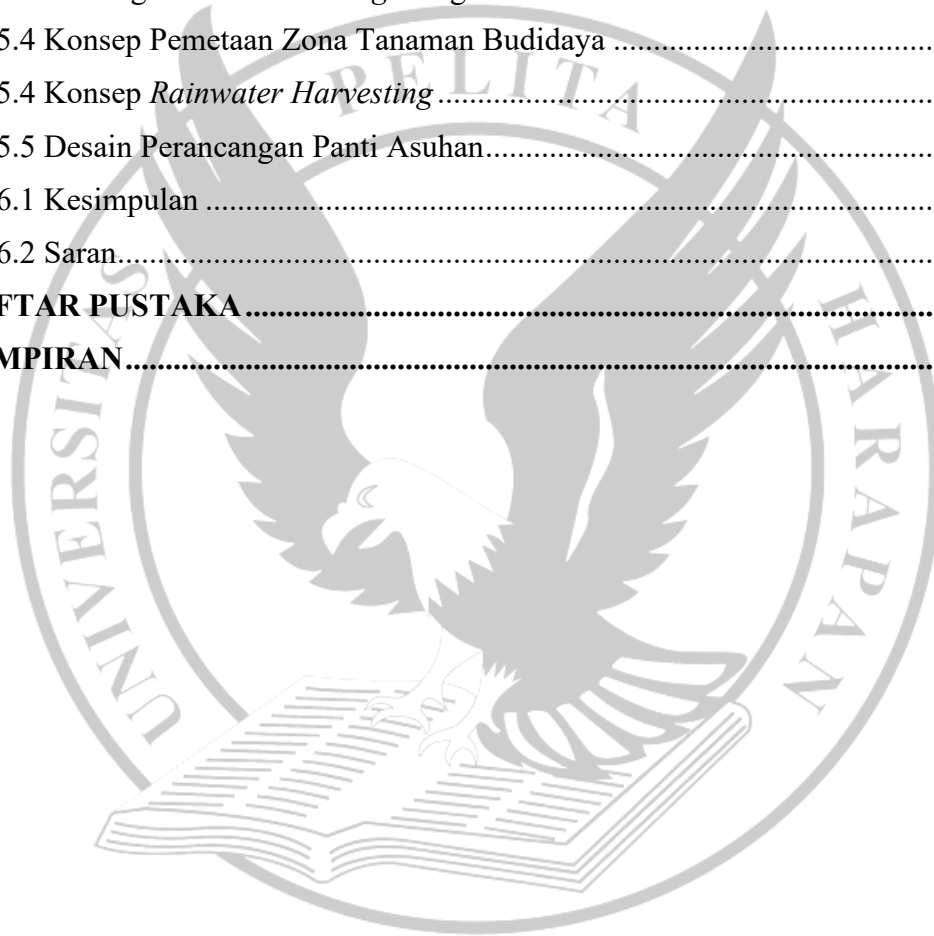 5.4 Konsep Pemetaan Zona Tanaman Budidaya ........................................
5.4 Konsep Rainwater Harvesting ..............................................................
5.5 Desain Perancangan Panti Asuhan........................................................
6.1 Kesimpulan ...........................................................................................
6.2 Saran......................................................................................................
FTAR PUSTAKA .....................................................................................
MPIRAN....................................................................................................
UNIVERSITAS PELITA HARAPAN